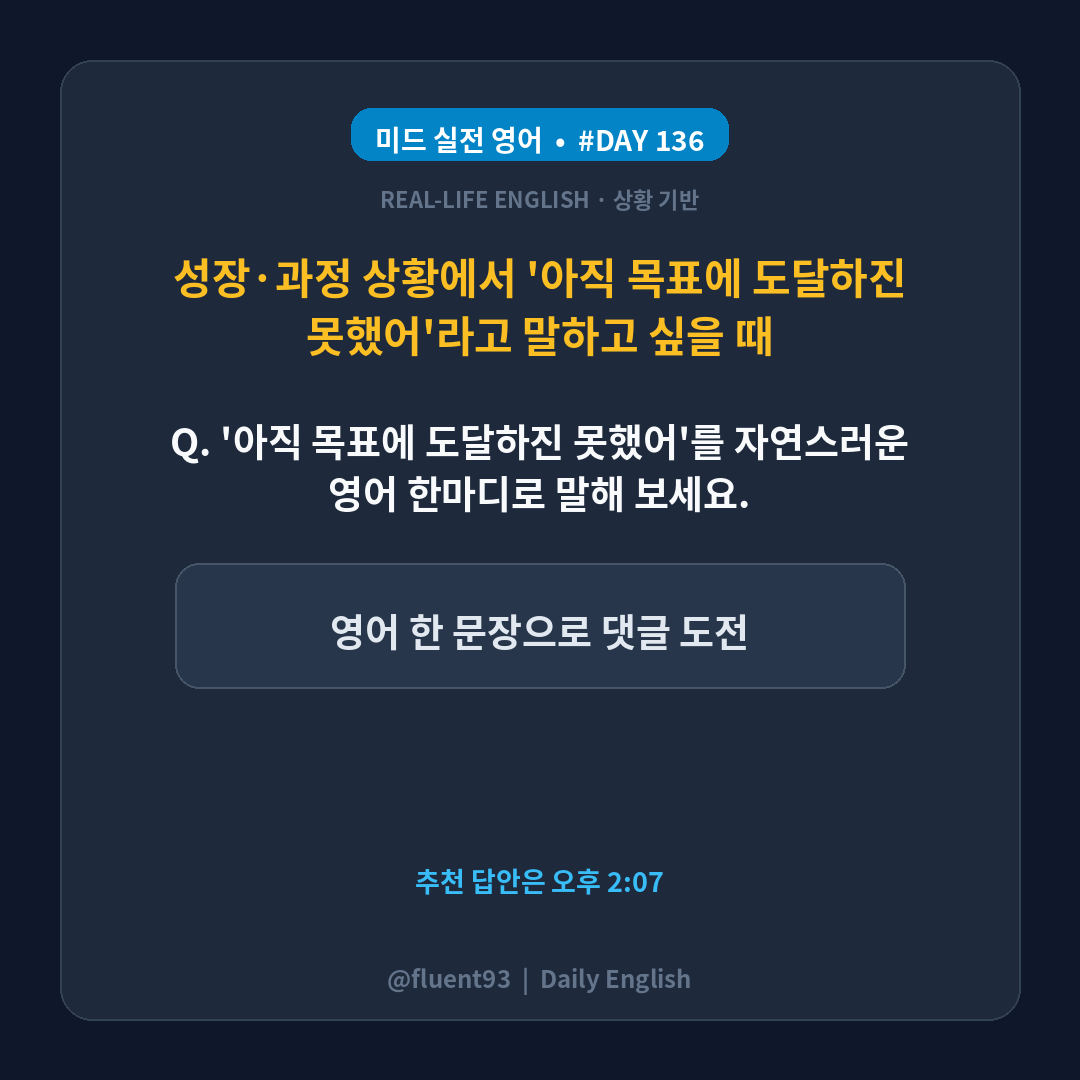 미드 실전 영어 • #DAY 136
REAL-LIFE ENGLISH · 상황 기반
성장·과정 상황에서 '아직 목표에 도달하진
못했어'라고 말하고 싶을 때
Q. '아직 목표에 도달하진 못했어'를 자연스러운
영어 한마디로 말해 보세요.
영어 한 문장으로 댓글 도전
추천 답안은 오후 2:07
@fluent93 | Daily English